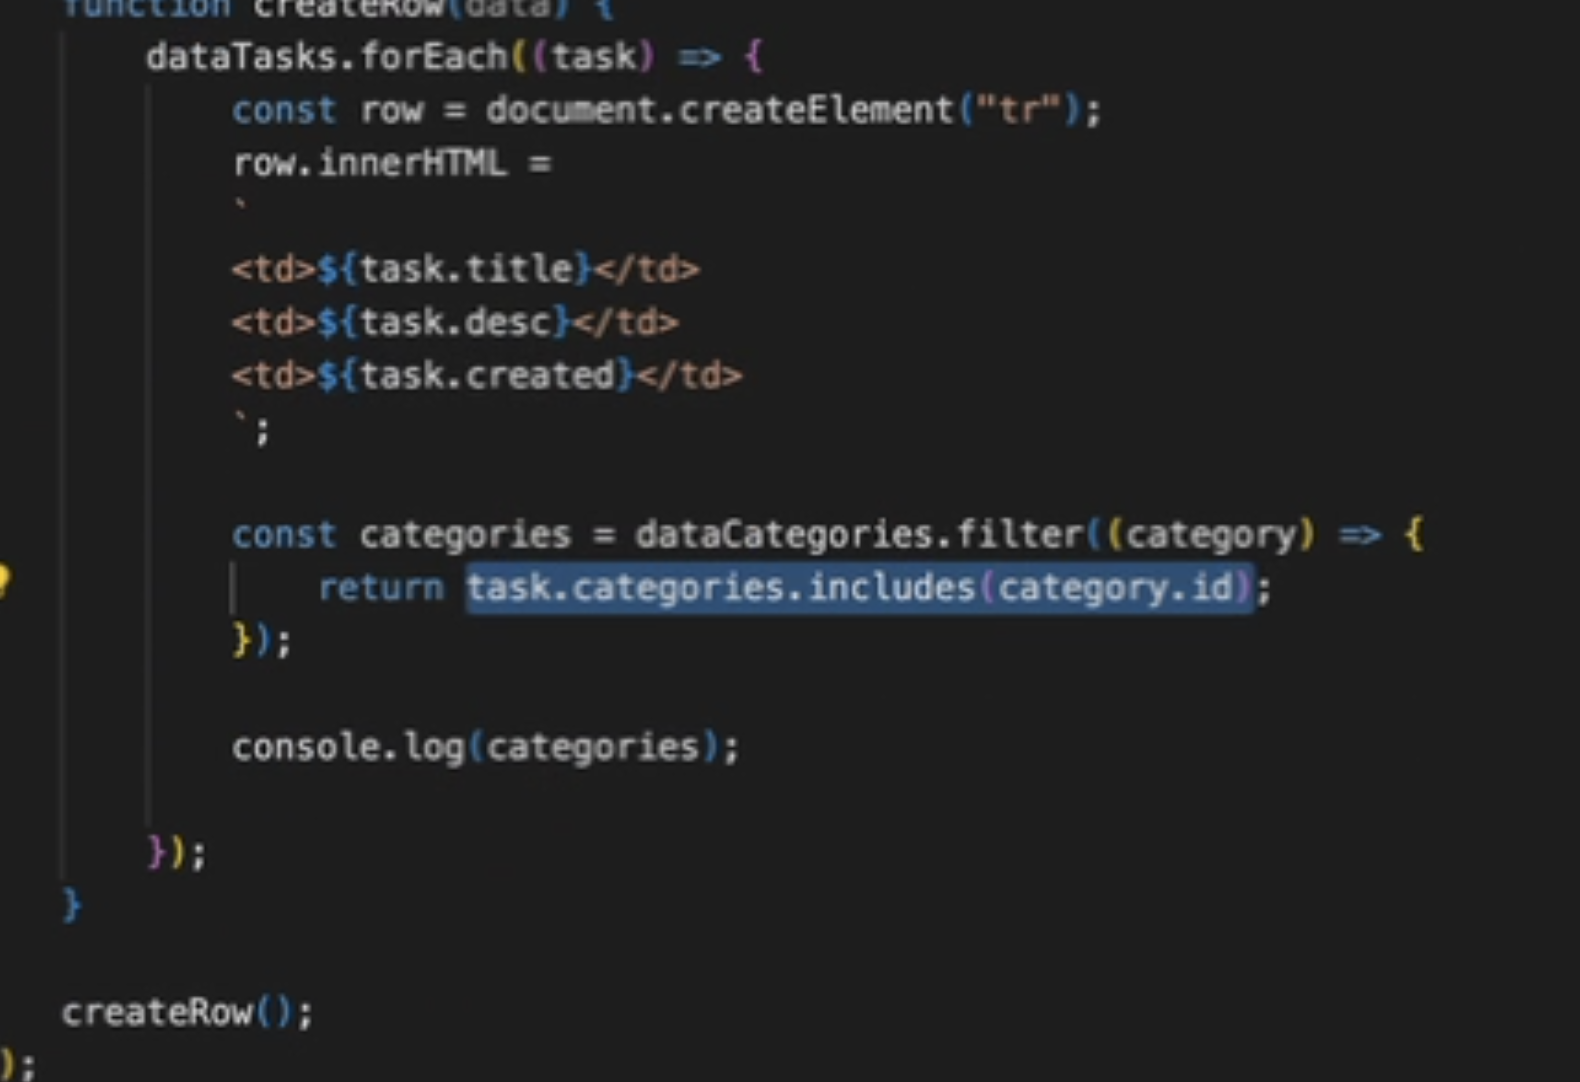 function createRow(data) {
dataTasks.forEach((task) => {
const row = document.createElement("tr");
row.innerHTML =
`
<td>${task.title}</td>
<td>${task.desc}</td>
<td>${task.created}</td>
`;
const categories = dataCategories.filter((category) => {
return task.categories.includes(category.id);
});
console.log(categories);
});
}
createRow();
);